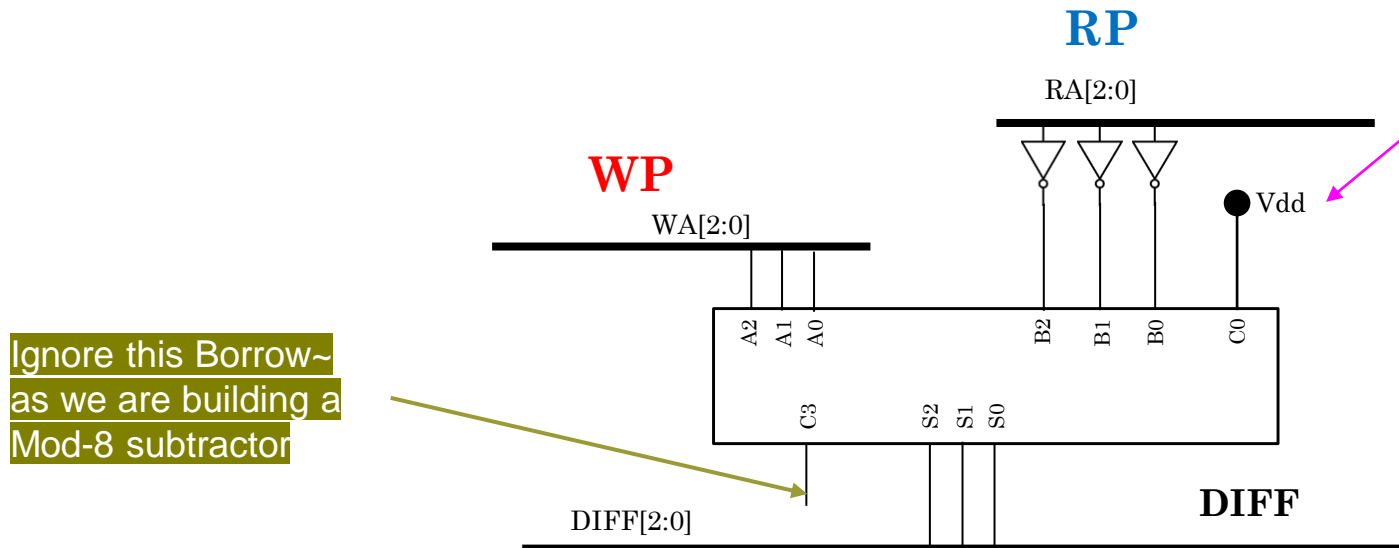 RP
RA[2:0]
WP
Vdd
WA[2:0]
A2 A1 A0 B2 B1 B0 C0
Ignore this Borrow~
as we are building a
Mod-8 subtractor
C3 S2 S1 S0
DIFF
DIFF[2:0]